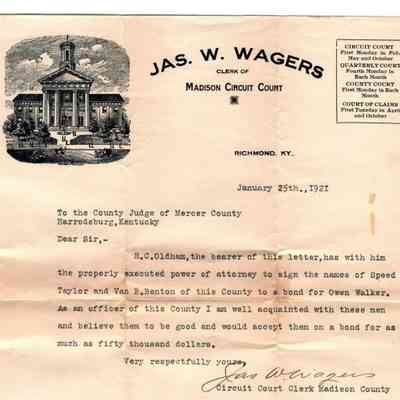 JAS. W. WAGERS
CLERK OF
MADISON CIRCUIT COURT
RICHMOND, KY.
CIRCUIT COURT
First Monday in Feb.
May and October
QUARTERLY COURT
Fourth Monday in
Each Month
COUNTY COURT
First Monday in Each
Month
COURT OF CLAIMS
First Tuesday in April
and October
January 25th., 1921
To the County Judge of Mercer County
Harrodsburg, Kentucky
Dear Sir,-
H.C.Oldham, the bearer of this letter, has with him
the properly executed power of attorney to sign the names of Speed
Taylor and Van B. Benton of this County to a bond for Owen Walker.
As an officer of this County I am well acquainted with these men
and believe them to be good and would accept them on a bond for as
much as fifty thousand dollars.
Very respectfully yours,
Jas W Wagers
Circuit Court Clerk Madison County